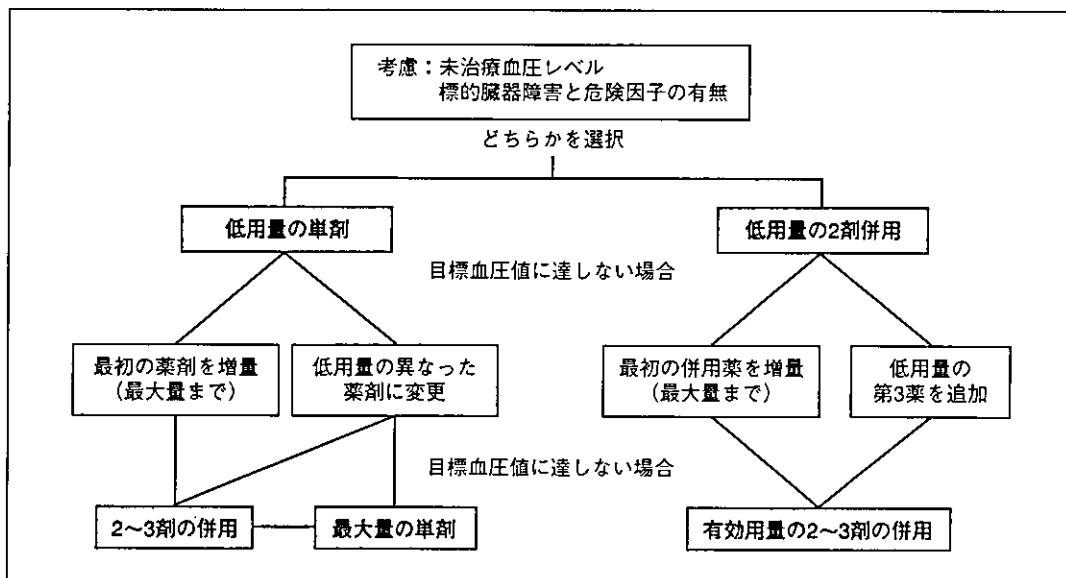 考慮：未治療血圧レベル
標的臓器障害と危険因子の有無
どちらかを選択
低用量の単剤
低用量の2剤併用
目標血圧値に達しない場合
最初の薬剤を増量
（最大量まで）
低用量の異なった
薬剤に変更
最初の併用薬を増量
（最大量まで）
低用量の
第3薬を追加
目標血圧値に達しない場合
2〜3剤の併用
最大量の単剤
有効用量の2〜3剤の併用